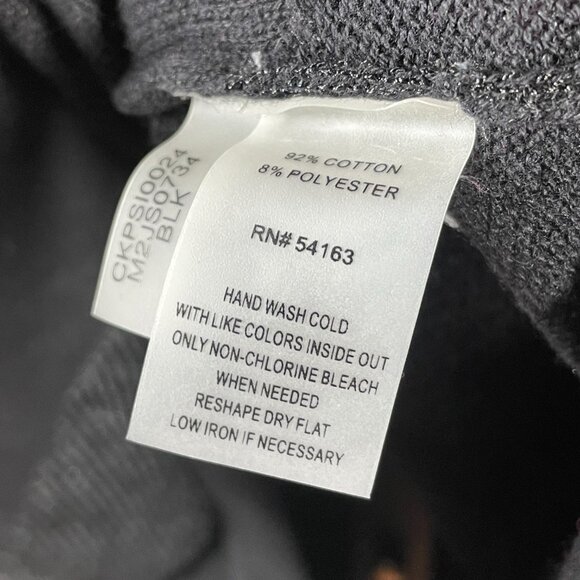 92% COTTON
8% POLYESTER
RN# 54163
HAND WASH COLD
WITH LIKE COLORS INSIDE OUT
ONLY NON-CHLORINE BLEACH
WHEN NEEDED
RESHAPE DRY FLAT
LOW IRON IF NECESSARY
CKPSI0024
M2JS0734
BLK